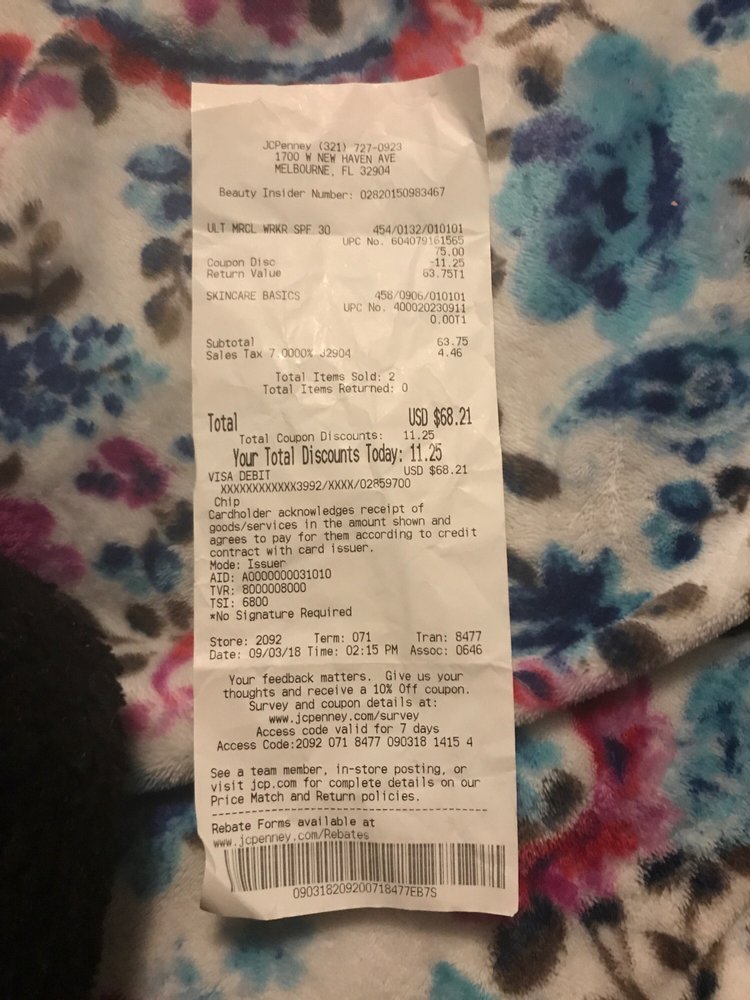 JCPenney (321) 727-0923
1700 W NEW HAVEN AVE
MELBOURNE, FL 32904
Beauty Insider Number: 02820150983467
ULT MRCL WRKR SPF 30 454/0132/010101
UPC No. 604079161565
75.00
Coupon Disc -11.25
Return Value 63.75T1
SKINCARE BASICS 458/0906/010101
UPC No. 400020230911
0.00T1
Subtotal 63.75
Sales Tax 7.0000% J2904 4.46
Total Items Sold: 2
Total Items Returned: 0
Total USD $68.21
Total Coupon Discounts: 11.25
Your Total Discounts Today: 11.25
VISA DEBIT USD $68.21
XXXXXXXXXXXX3992/XXXX/02859700
Chip
Cardholder acknowledges receipt of
goods/services in the amount shown and
agrees to pay for them according to credit
contract with card issuer.
Mode: Issuer
AID: A0000000031010
TVR: 8000008000
TSI: 6800
*No Signature Required
Store: 2092 Term: 071 Tran: 8477
Date: 09/03/18 Time: 02:15 PM Assoc: 0646
Your feedback matters. Give us your
thoughts and receive a 10% Off coupon.
Survey and coupon details at:
www.jcpenney.com/survey
Access code valid for 7 days
Access Code:2092 071 8477 090318 1415 4
See a team member, in-store posting, or
visit jcp.com for complete details on our
Price Match and Return policies.
Rebate Forms available at
www.jcpenney.com/Rebates
090318209200718477EB7S